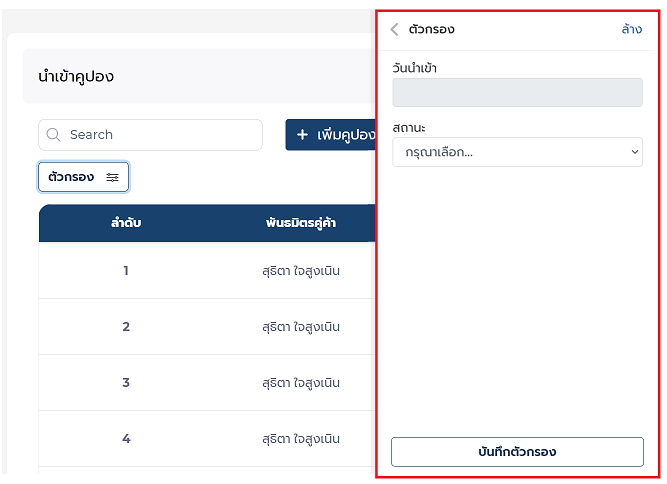 นำเข้าคูปอง
Search
+ เพิ่มคูปอง
ตัวกรอง
ลำดับ พันธมิตรคู่ค้า
1 สุธิตา ใจสูงเนิน
2 สุธิตา ใจสูงเนิน
3 สุธิตา ใจสูงเนิน
4 สุธิตา ใจสูงเนิน
ตัวกรอง ล้าง
วันนำเข้า
สถานะ
กรุณาเลือก...
บันทึกตัวกรอง